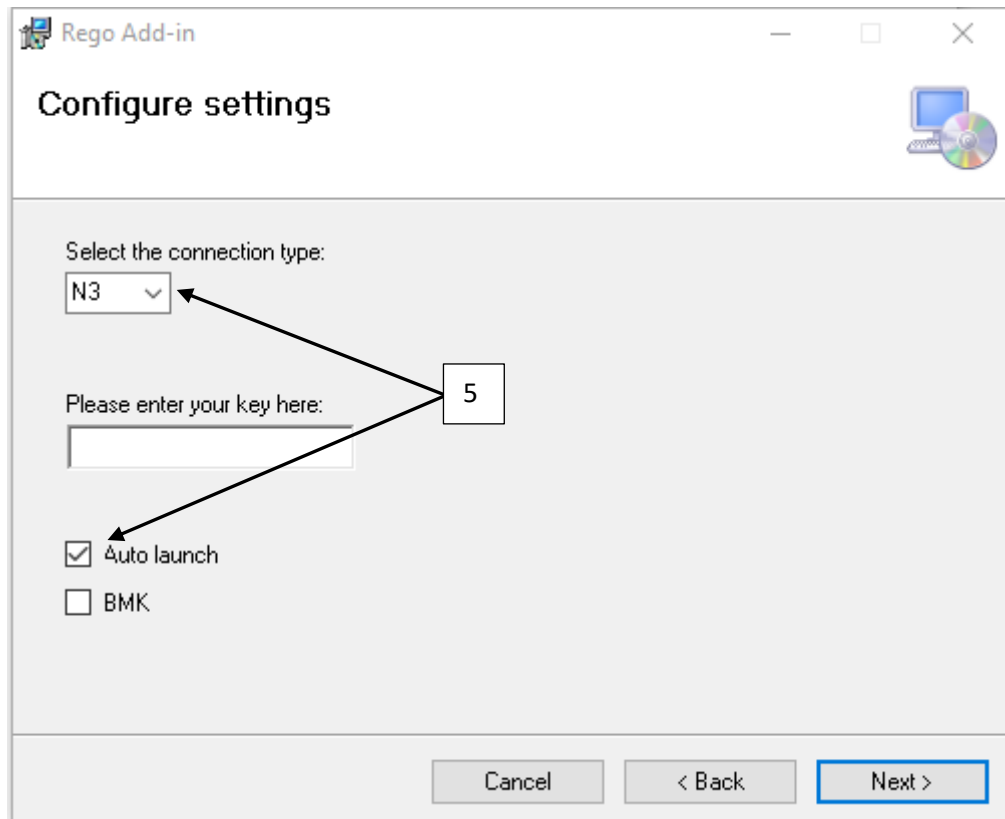 Rego Add-in
Configure settings
Select the connection type:
N3
5
Please enter your key here:
Auto launch
BMK
Cancel
< Back
Next >